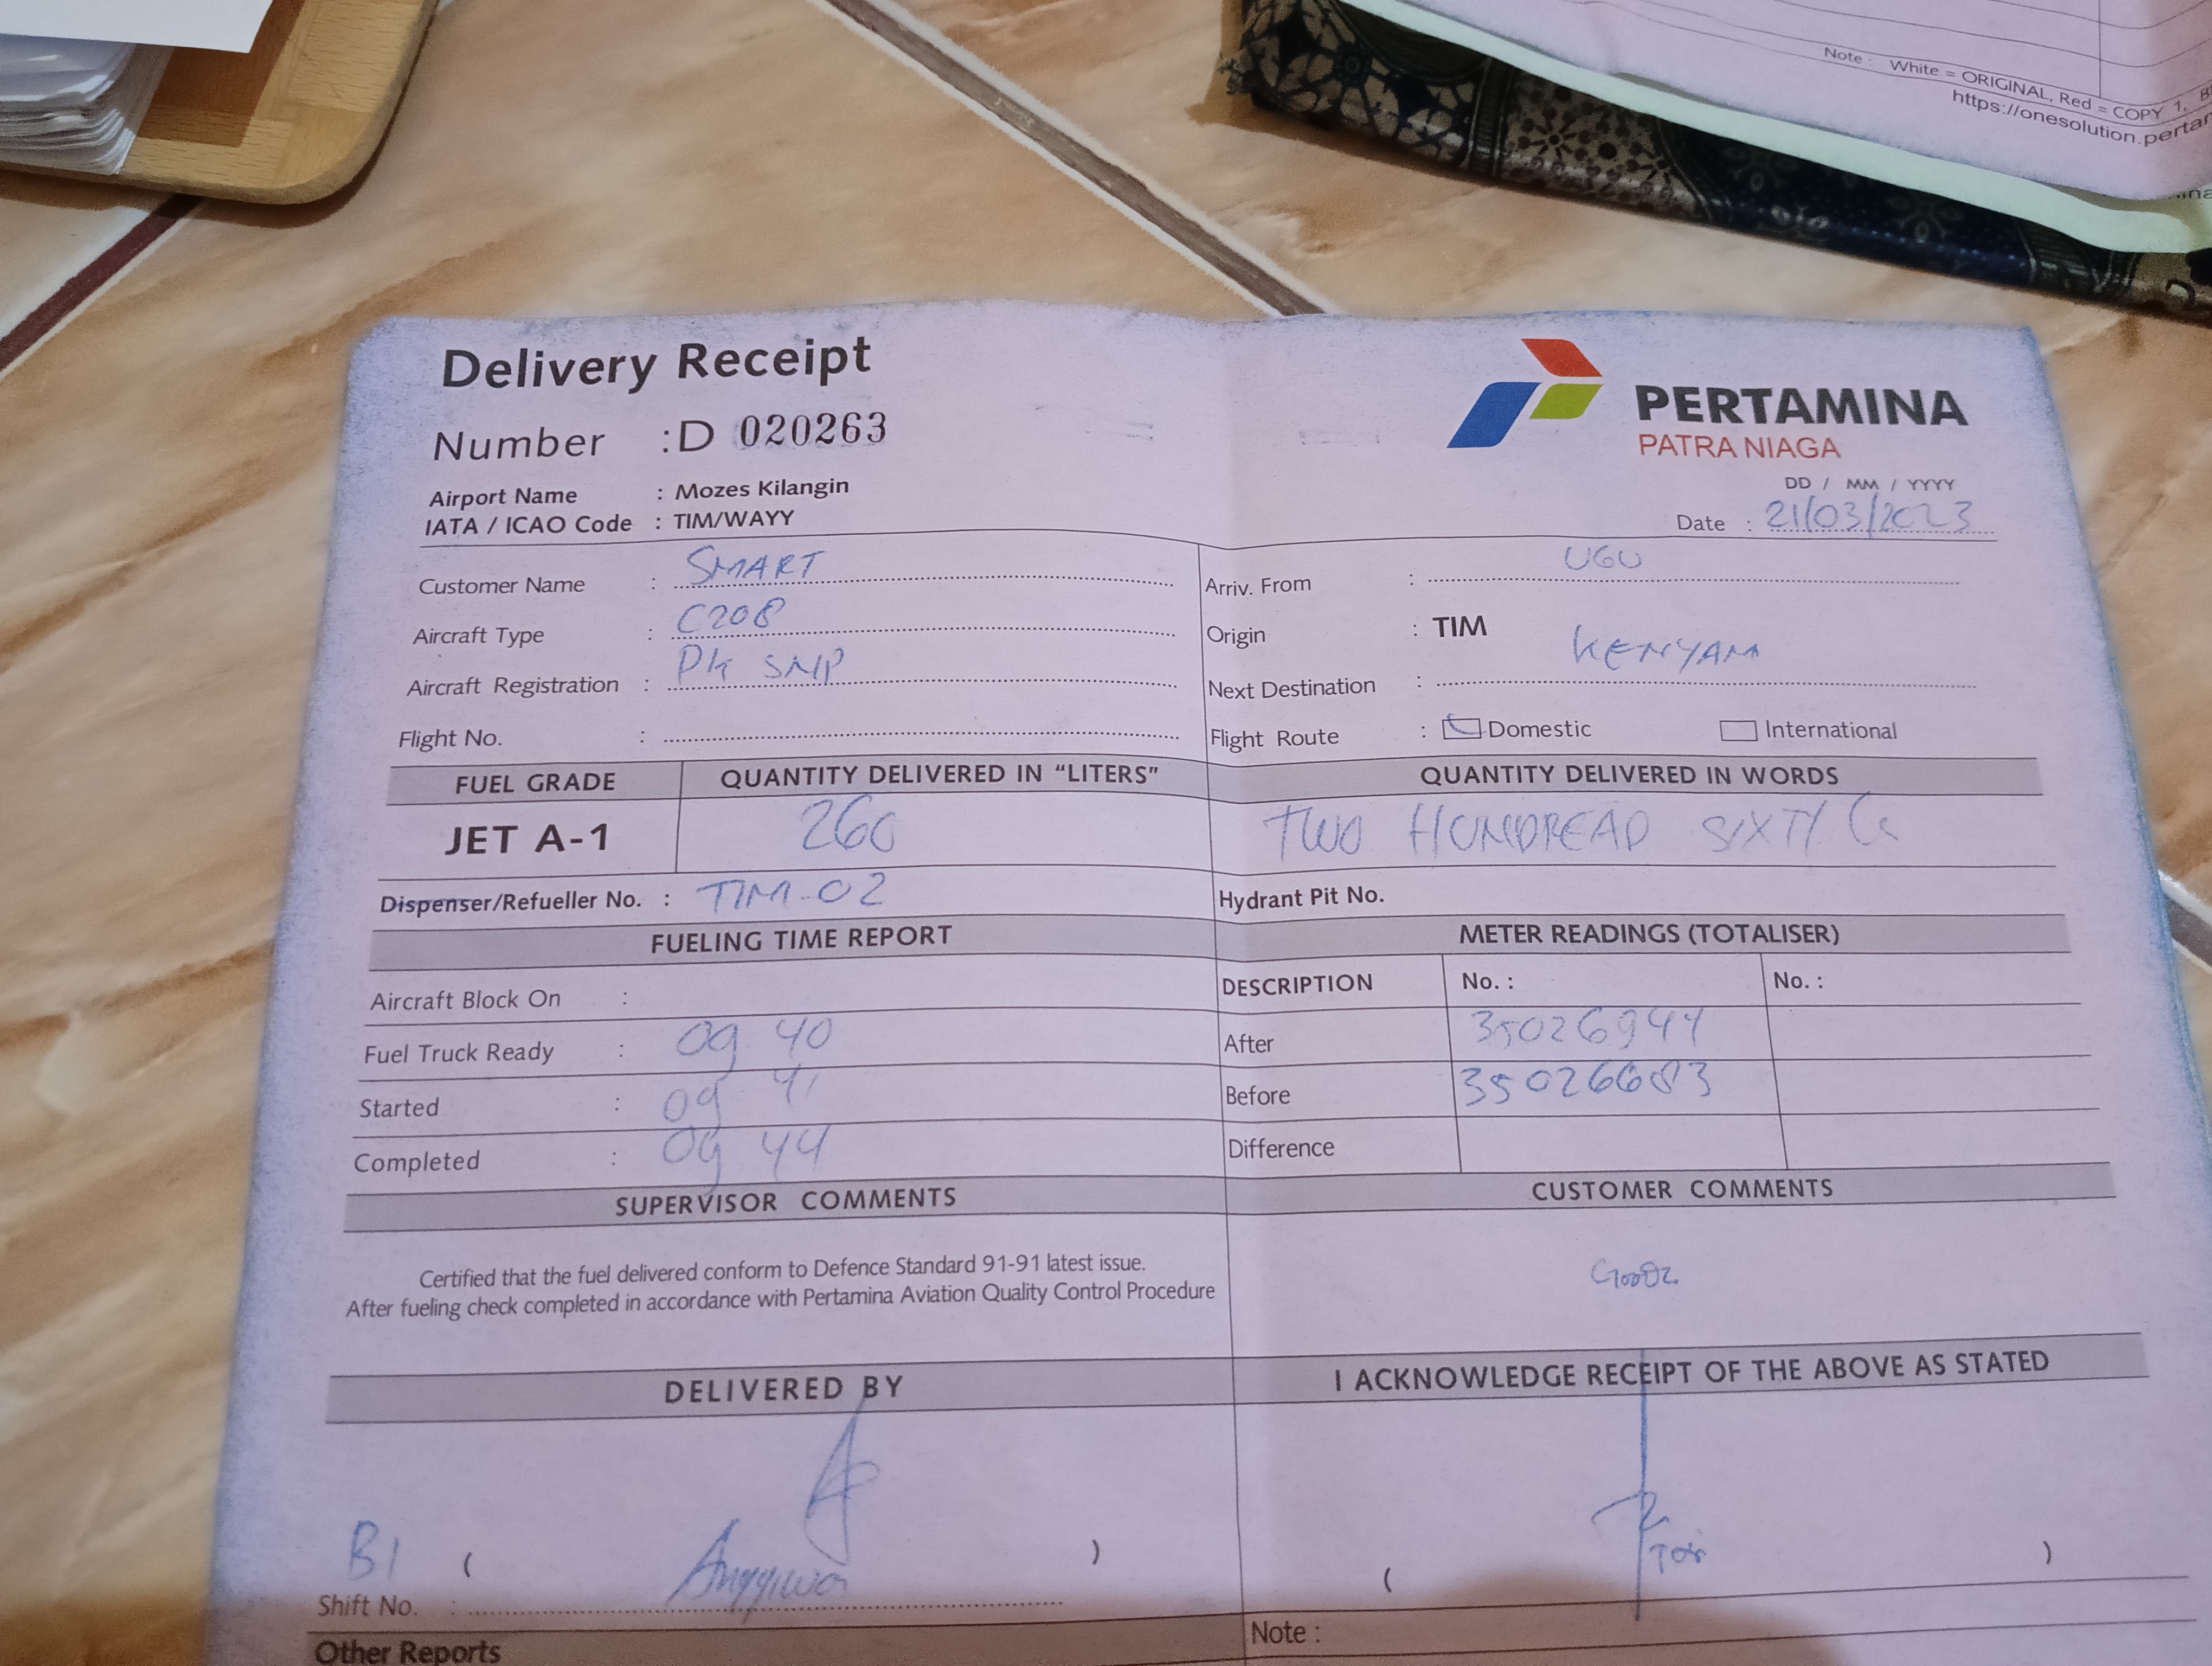 Note : White = ORIGINAL, Red = COPY 1, B
https://onesolution.pertam
Delivery Receipt
Number : D 020263
PERTAMINA
PATRA NIAGA
Airport Name : Mozes Kilangin
IATA / ICAO Code : TIM/WAYY
DD / MM / YYYY
Date : 21/03/2023
Customer Name : SMART
Arriv. From : UGU
Aircraft Type : C208
Origin : TIM
Aircraft Registration : PK SNP
Next Destination : KENYAM
Flight No. :
Flight Route : Domestic International
FUEL GRADE QUANTITY DELIVERED IN "LITERS" QUANTITY DELIVERED IN WORDS
JET A-1 260 TWO HUNDREAD SIXTY
Dispenser/Refueller No. : TIM-02 Hydrant Pit No.
FUELING TIME REPORT METER READINGS (TOTALISER)
Aircraft Block On : DESCRIPTION No. : No. :
Fuel Truck Ready : 09 40 After 35026944
Started : 09 41 Before 35026683
Completed : 09 44 Difference
SUPERVISOR COMMENTS CUSTOMER COMMENTS
Certified that the fuel delivered conform to Defence Standard 91-91 latest issue.
After fueling check completed in accordance with Pertamina Aviation Quality Control Procedure
DELIVERED BY I ACKNOWLEDGE RECEIPT OF THE ABOVE AS STATED
B1 ( ) ( )
Shift No. :
Other Reports Note :